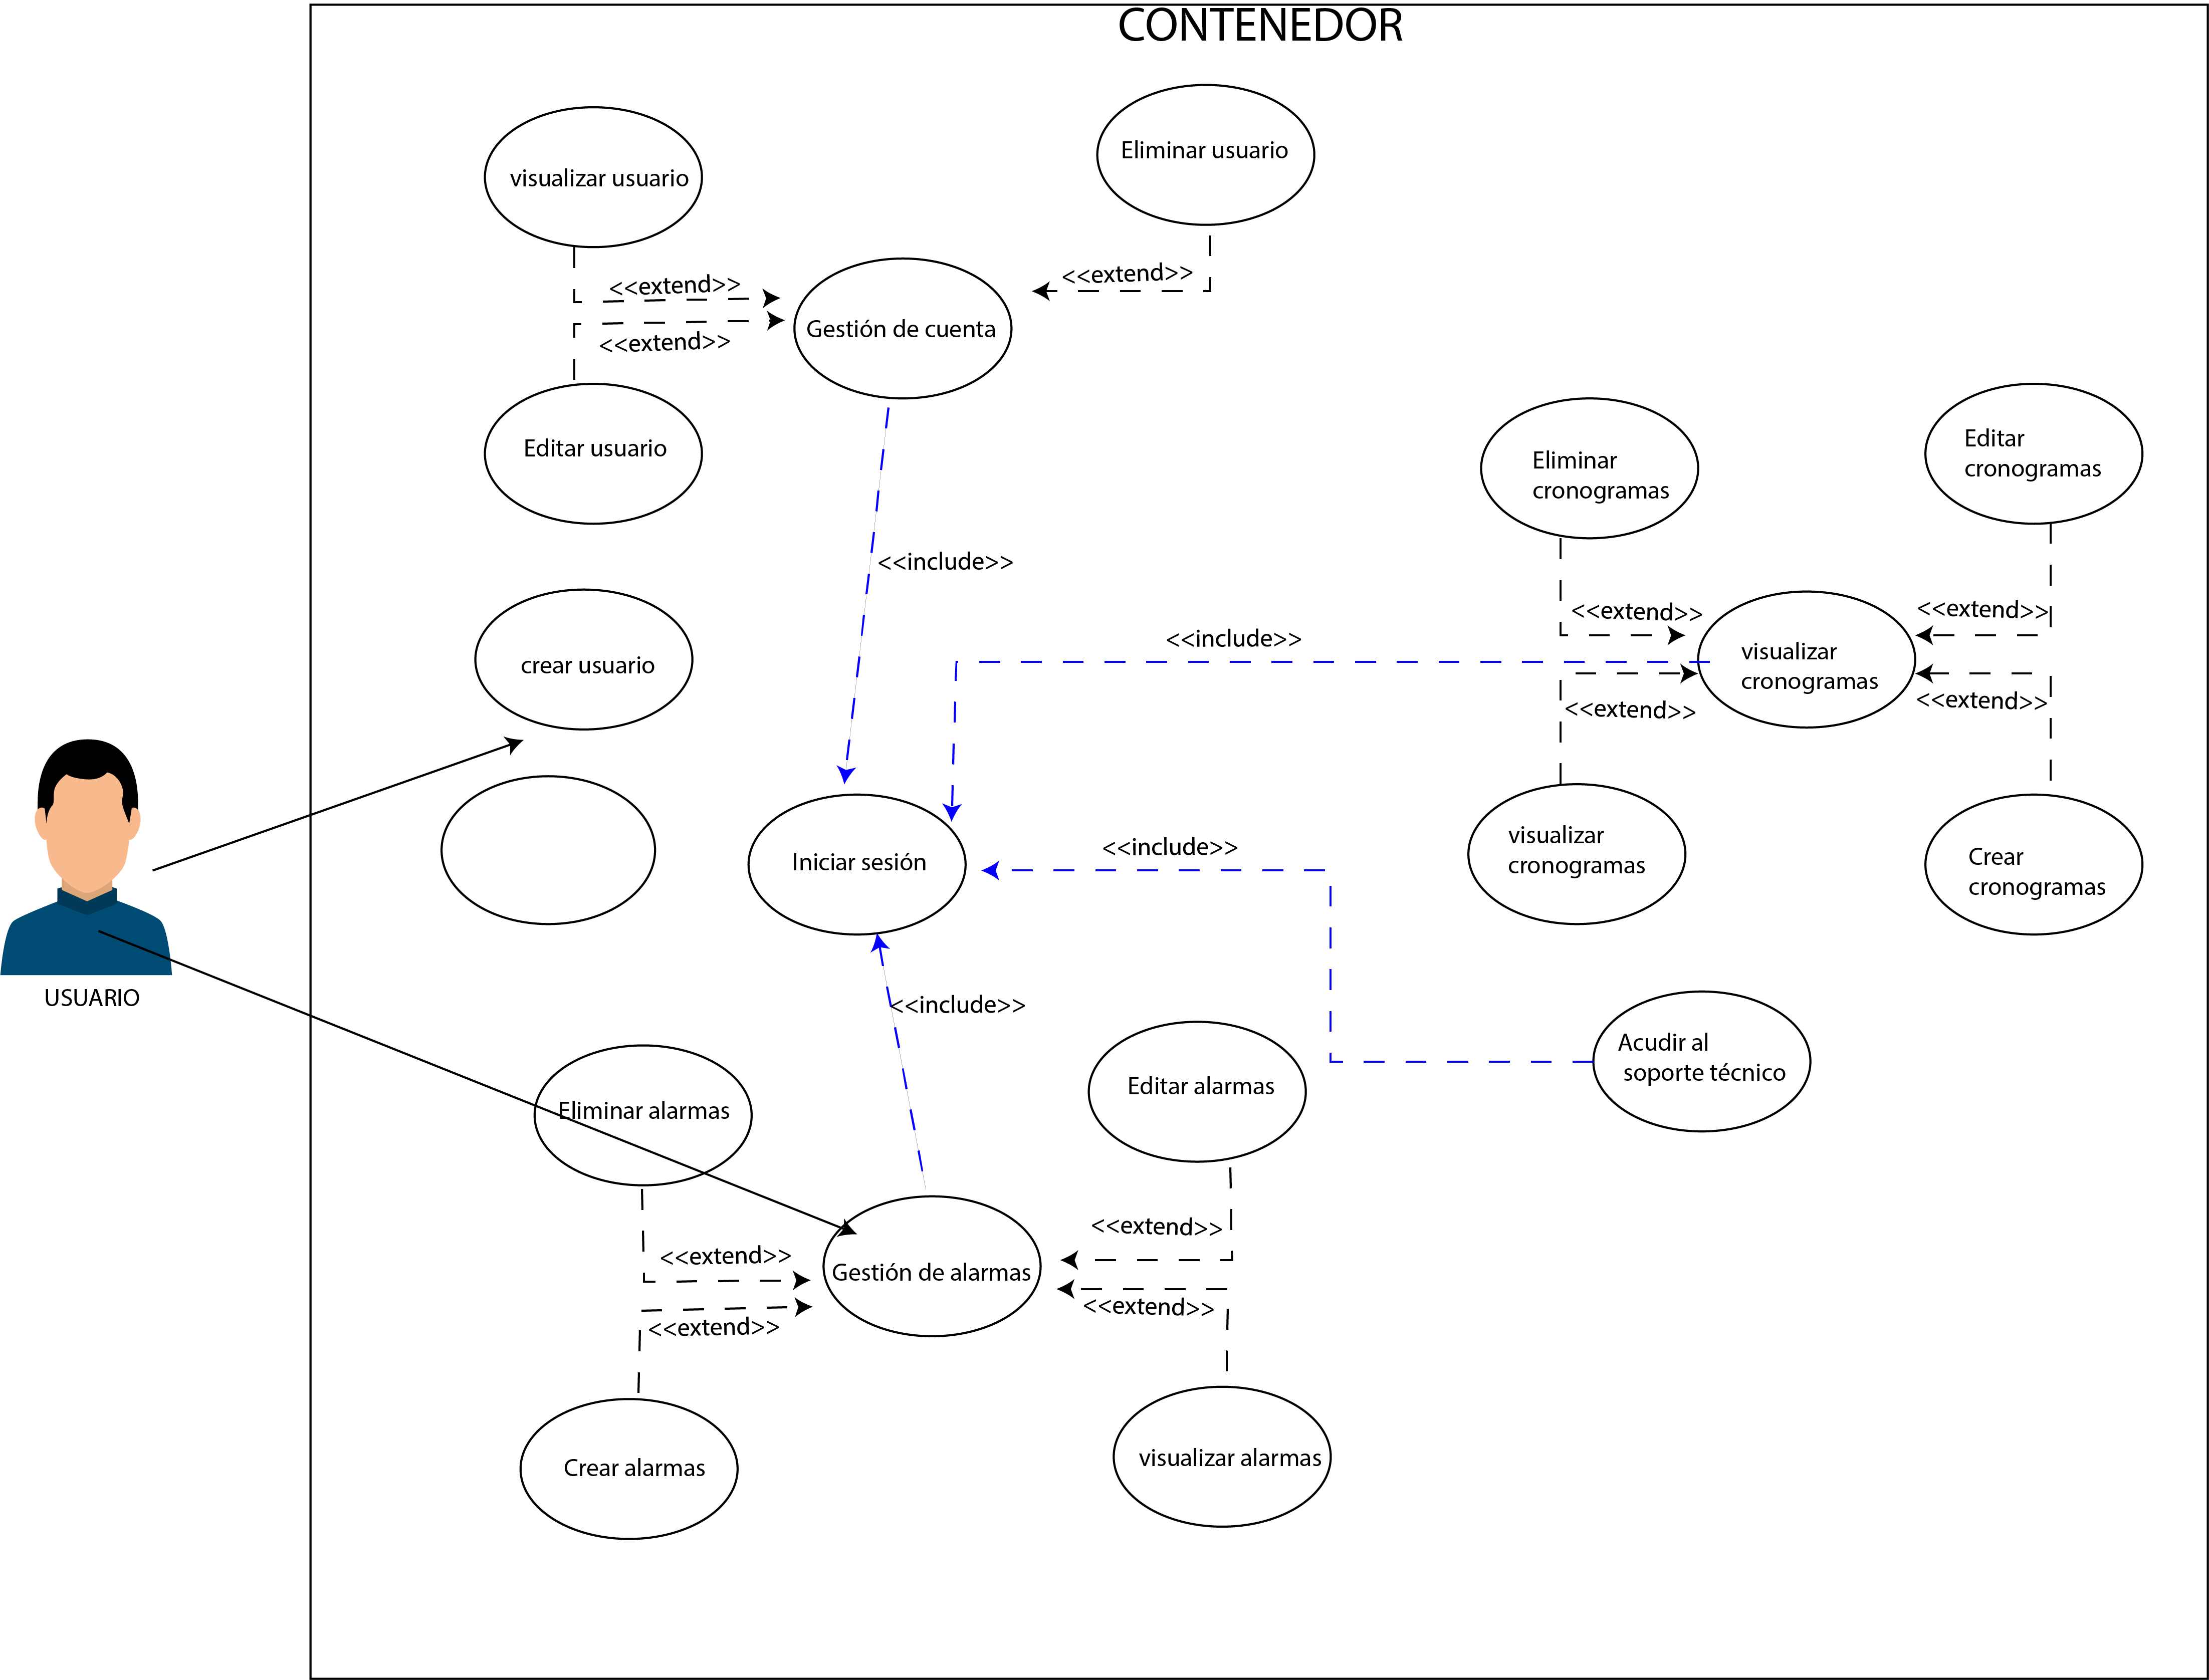 CONTENEDOR
Eliminar usuario
visualizar usuario
<<extend>>
<<extend>>
Gestión de cuenta
<<extend>>
Editar usuario
Eliminar
cronogramas
Editar
cronogramas
<<include>>
<<extend>>
<<extend>>
<<include>>
crear usuario
visualizar
cronogramas
<<extend>>
<<extend>>
Iniciar sesión
<<include>>
visualizar
cronogramas
Crear
cronogramas
USUARIO
<<include>>
Acudir al
soporte técnico
Eliminar alarmas
Editar alarmas
<<extend>>
<<extend>>
Gestión de alarmas
<<extend>>
<<extend>>
Crear alarmas
visualizar alarmas